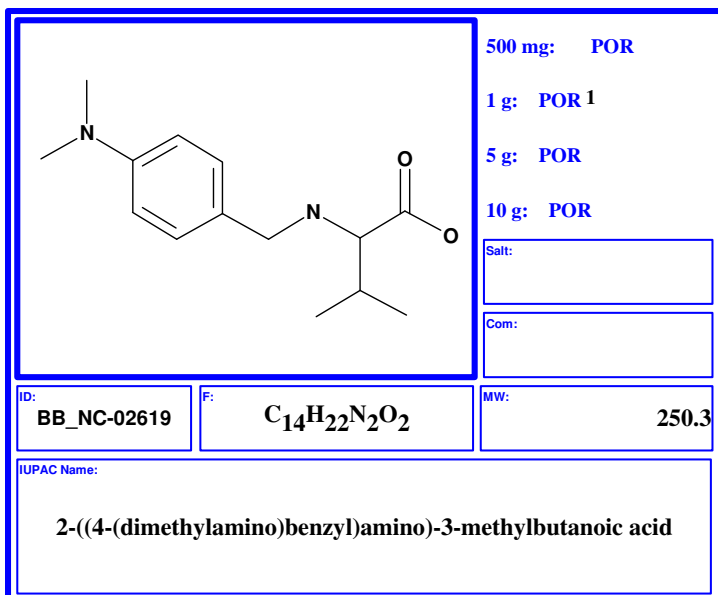 N
N
O
O
500 mg: POR
1 g: POR 1
5 g: POR
10 g: POR
Salt:
Com:
ID:
BB_NC-02619
F:
C14H22N2O2
MW:
250.3
IUPAC Name:
2-((4-(dimethylamino)benzyl)amino)-3-methylbutanoic acid